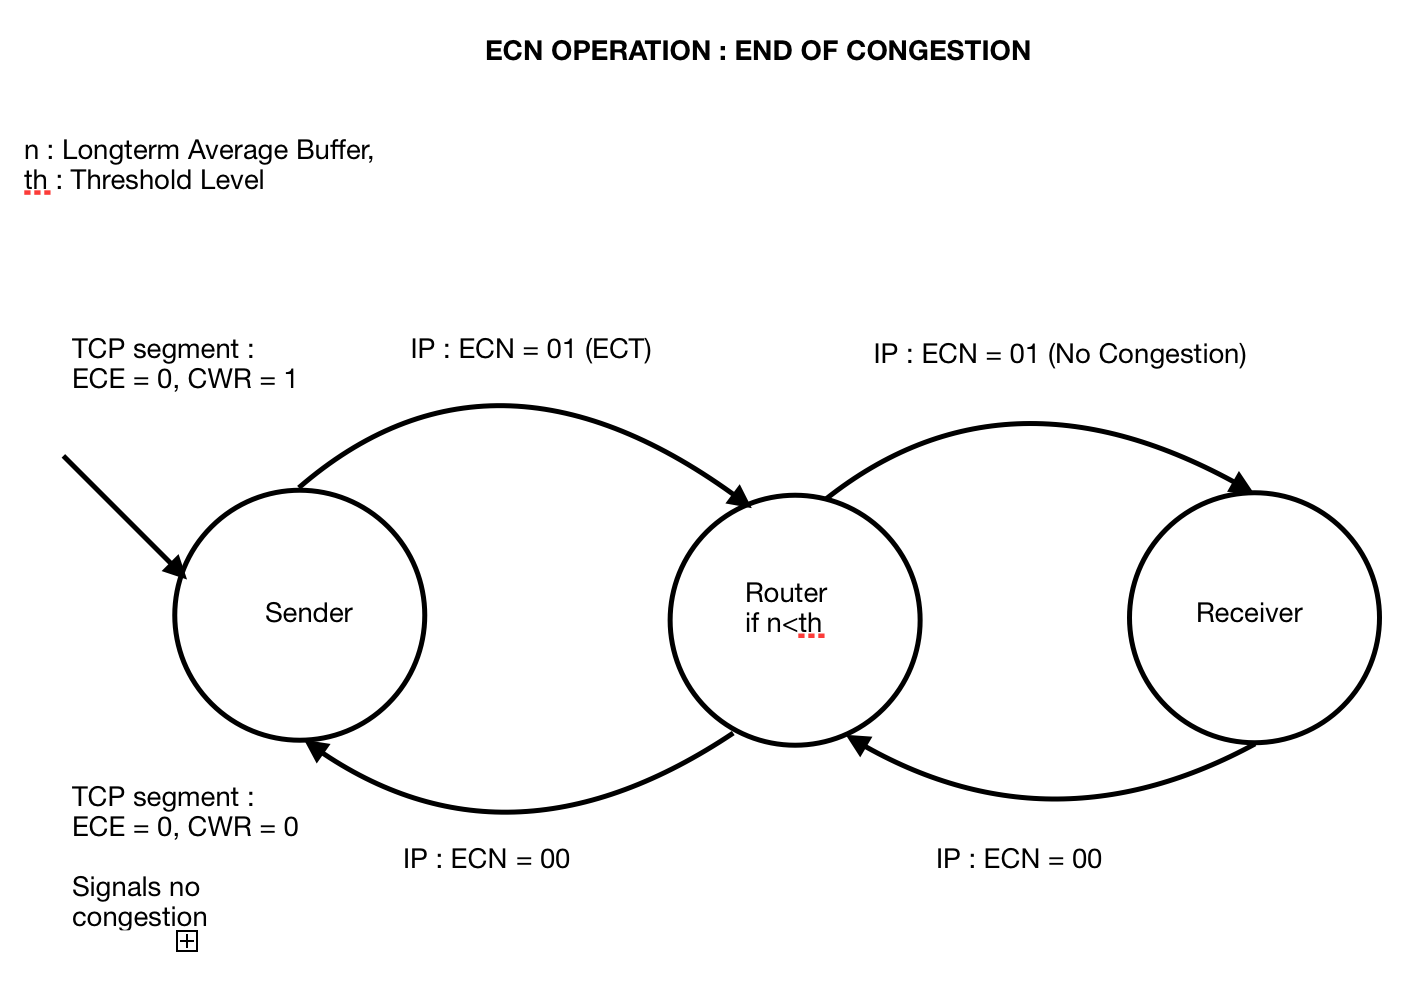 ECN OPERATION : END OF CONGESTION
n : Longterm Average Buffer,
th : Threshold Level
TCP segment :
ECE = 0, CWR = 1
IP : ECN = 01 (ECT)
IP : ECN = 01 (No Congestion)
Sender
Router
if n<th
Receiver
TCP segment :
ECE = 0, CWR = 0
IP : ECN = 00
IP : ECN = 00
Signals no
congestion